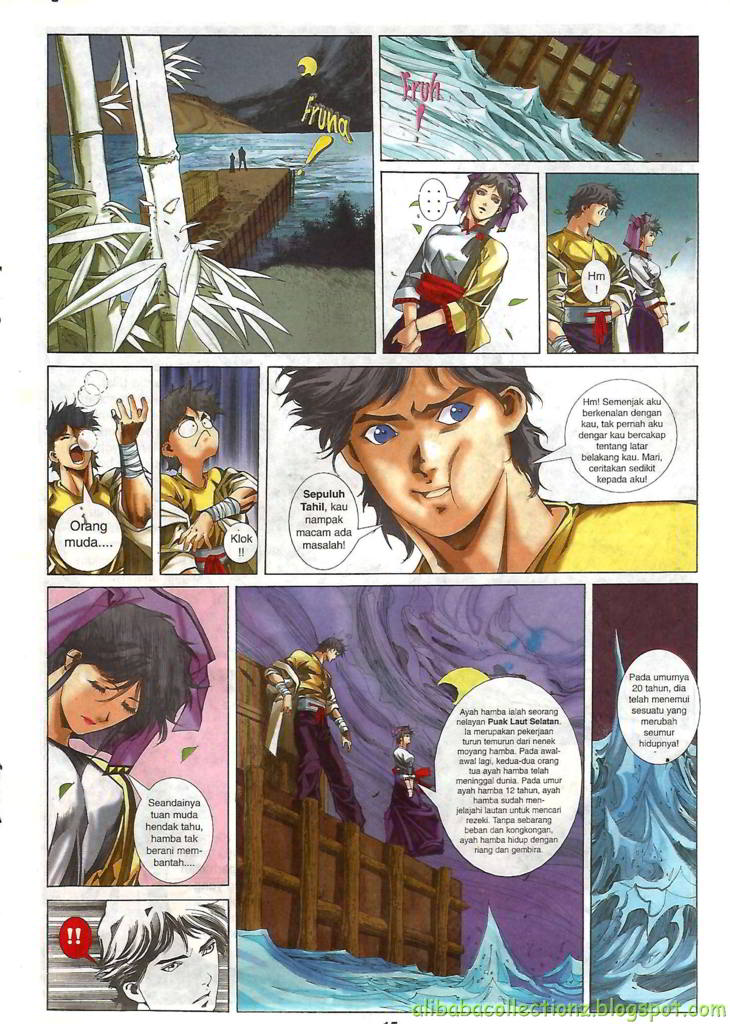 Fruna
!
Fruh
!
......
Hm
!
Orang
muda....
Klok
!!
Sepuluh
Tahil, kau
nampak
macam ada
masalah!
Hm! Semenjak aku
berkenalan dengan
kau, tak pernah aku
dengar kau bercakap
tentang latar
belakang kau. Mari,
ceritakan sedikit
kepada aku!
Seandainya
tuan muda
hendak tahu,
hamba tak
berani mem-
bantah....
!!
Ayah hamba ialah seorang
nelayan Puak Laut Selatan.
Ia merupakan pekerjaan
turun temurun dari nenek
moyang hamba. Pada awal-
awal lagi, kedua-dua orang
tua ayah hamba telah
meninggal dunia. Pada umur
ayah hamba 12 tahun, ayah
hamba sudah men-
jelajahi lautan untuk mencari
rezeki. Tanpa sebarang
beban dan kongkongan,
ayah hamba hidup dengan
riang dan gembira.
Pada umurnya
20 tahun, dia
telah menemui
sesuatu yang
merubah
seumur
hidupnya!
alibabacollectionz.blogspot.com